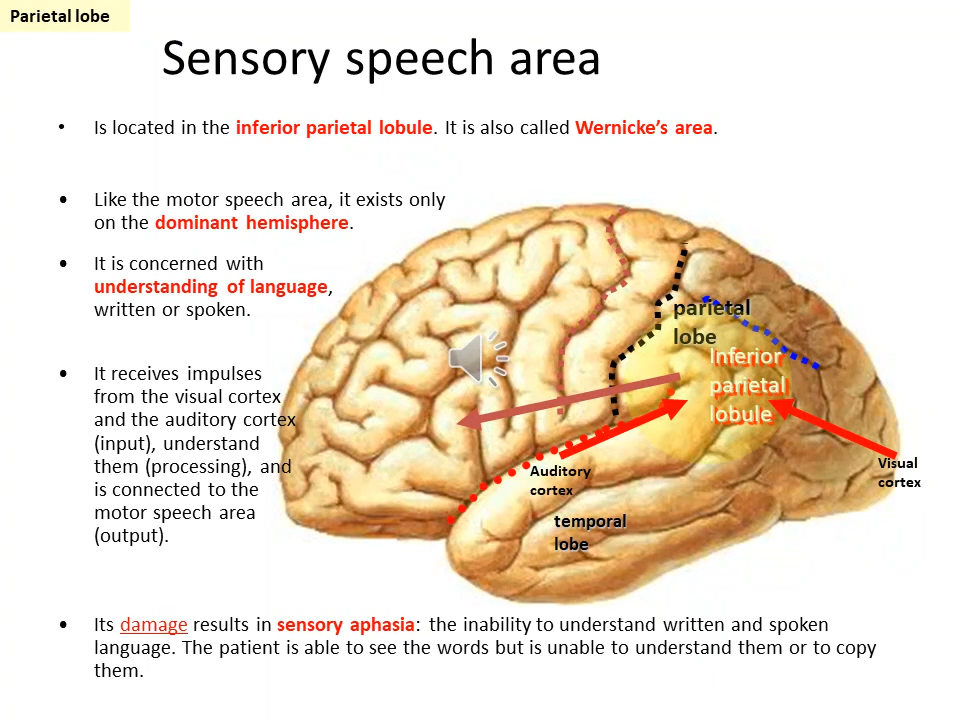 Parietal lobe
Sensory speech area
• Is located in the inferior parietal lobule. It is also called Wernicke’s area.
• Like the motor speech area, it exists only
on the dominant hemisphere.
• It is concerned with
understanding of language,
written or spoken.
• It receives impulses
from the visual cortex
and the auditory cortex
(input), understand
them (processing), and
is connected to the
motor speech area
(output).
parietal
lobe
Inferior
parietal
lobule
Auditory
cortex
Visual
cortex
temporal
lobe
• Its damage results in sensory aphasia: the inability to understand written and spoken
language. The patient is able to see the words but is unable to understand them or to copy
them.